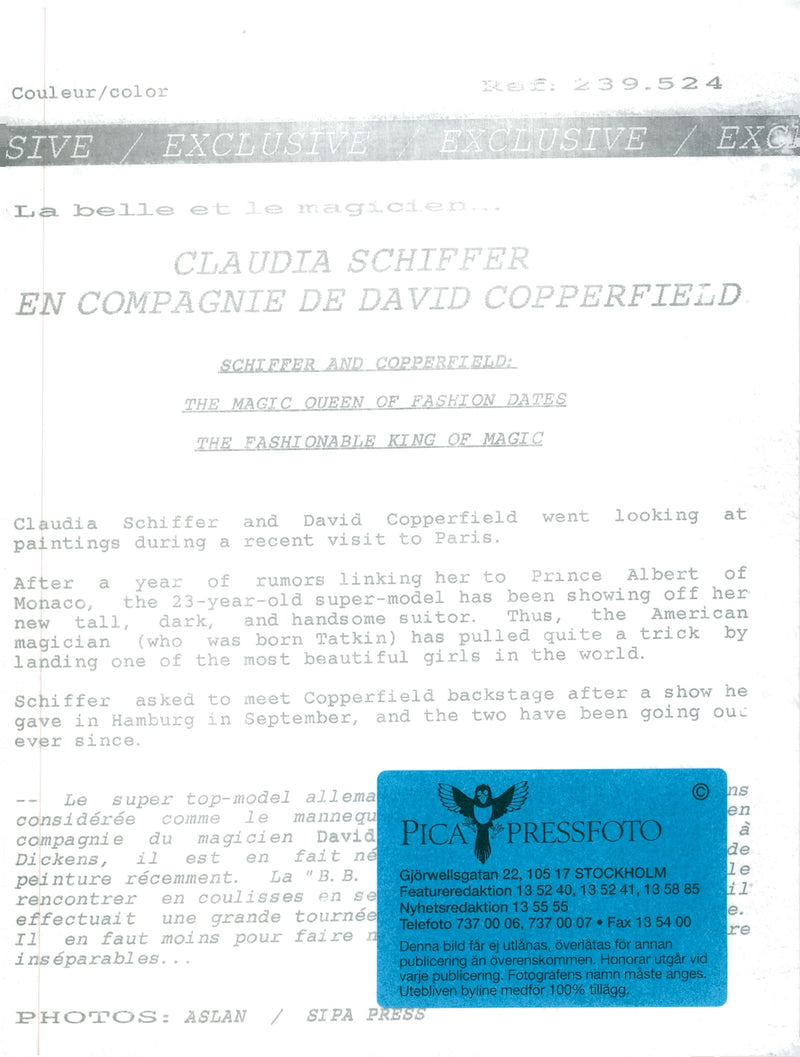 Couleur/color
Ref: 239.524
SIVE / EXCLUSIVE / EXCLUSIVE / EXCL
La belle et le magicien...
CLAUDIA SCHIFFER
EN COMPAGNIE DE DAVID COPPERFIELD
SCHIFFER AND COPPERFIELD:
THE MAGIC QUEEN OF FASHION DATES
THE FASHIONABLE KING OF MAGIC
Claudia Schiffer and David Copperfield went looking at
paintings during a recent visit to Paris.
After a year of rumors linking her to Prince Albert of
Monaco, the 23-year-old super-model has been showing off her
new tall, dark, and handsome suitor. Thus, the American
magician (who was born Tatkin) has pulled quite a trick by
landing one of the most beautiful girls in the world.
Schiffer asked to meet Copperfield backstage after a show he
gave in Hamburg in September, and the two have been going out
ever since.
-- Le super top-model allema ns
considérée comme le mannequ en
compagnie du magicien David à
Dickens, il est en fait né de
peinture récemment. La "B.B. le
rencontrer en coulisses en se il
effectuait une grande tournée e.
Il en faut moins pour faire re
inséparables...
PHOTOS: ASLAN / SIPA PRESS
©
PICA PRESSFOTO
Gjörwellsgatan 22, 105 17 STOCKHOLM
Featureredaktion 13 52 40, 13 52 41, 13 58 85
Nyhetsredaktion 13 55 55
Telefoto 737 00 06, 737 00 07 • Fax 13 54 00
Denna bild får ej utlånas, överlåtas för annan
publicering än överenskommen. Honorar utgår vid
varje publicering. Fotografens namn måste anges.
Utebliven byline medför 100% tillägg.